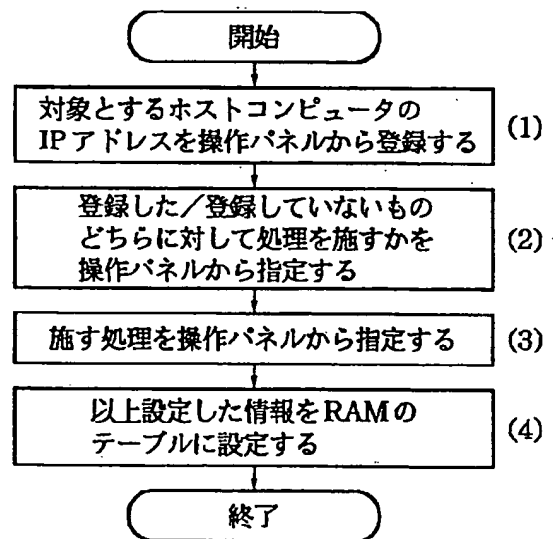 開始
対象とするホストコンピュータの
IPアドレスを操作パネルから登録する
(1)
登録した/登録していないもの
どちらに対して処理を施すかを
操作パネルから指定する
(2)
施す処理を操作パネルから指定する
(3)
以上設定した情報をRAMの
テーブルに設定する
(4)
終了